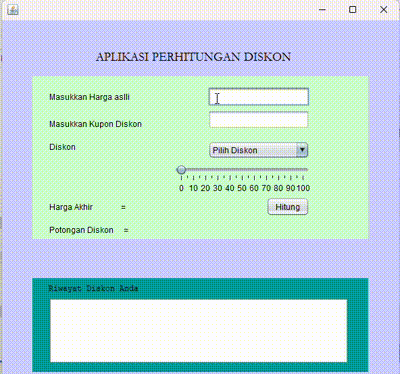 APLIKASI PERHITUNGAN DISKON
Masukkan Harga aslli
Masukkan Kupon Diskon
Diskon
Pilih Diskon
0 10 20 30 40 50 60 70 80 90 100
Harga Akhir =
Hitung
Potongan Diskon =
Riwayat Diskon Anda